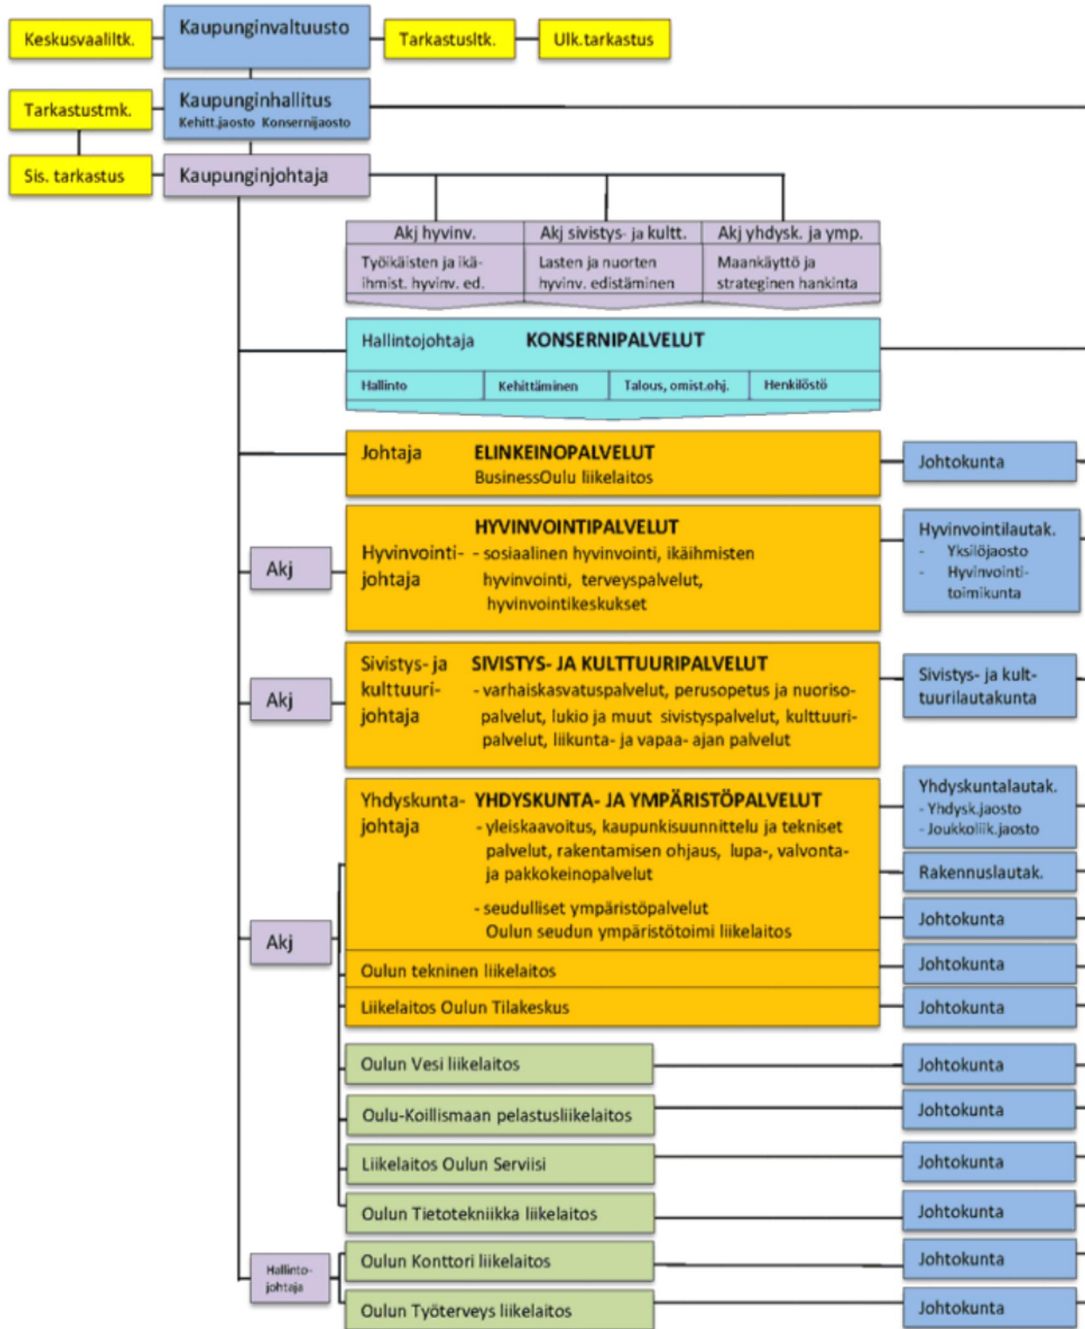 Keskusvaaliltk.
Kaupunginvaltuusto
Tarkastusltk.
Ulk.tarkastus
Tarkastustmk.
Kaupunginhallitus
Kehitt.jaosto Konsernijaosto
Sis. tarkastus
Kaupunginjohtaja
Akj hyvinv.
Akj sivistys- ja kultt.
Akj yhdysk. ja ymp.
Työikäisten ja ikä-
ihmist. hyvinv. ed.
Lasten ja nuorten
hyvinv. edistäminen
Maankäyttö ja
strateginen hankinta
Hallintojohtaja KONSERNIPALVELUT
Hallinto
Kehittäminen
Talous, omist.ohj.
Henkilöstö
Johtaja ELINKEINOPALVELUT
BusinessOulu liikelaitos
Johtokunta
Akj
Hyvinvointi-
johtaja
HYVINVOINTIPALVELUT
- sosiaalinen hyvinvointi, ikäihmisten
hyvinvointi, terveyspalvelut,
hyvinvointikeskukset
Hyvinvointilautak.
- Yksilöjaosto
- Hyvinvointi-
toimikunta
Akj
Sivistys- ja
kulttuuri-
johtaja
SIVISTYS- JA KULTTUURIPALVELUT
- varhaiskasvatuspalvelut, perusopetus ja nuoriso-
palvelut, lukio ja muut sivistyspalvelut, kulttuuri-
palvelut, liikunta- ja vapaa- ajan palvelut
Sivistys- ja kult-
tuurilautakunta
Akj
Yhdyskunta-
johtaja
YHDYSKUNTA- JA YMPÄRISTÖPALVELUT
- yleiskaavoitus, kaupunkisuunnittelu ja tekniset
palvelut, rakentamisen ohjaus, lupa-, valvonta-
ja pakkokeinopalvelut
- seudulliset ympäristöpalvelut
Oulun seudun ympäristötoimi liikelaitos
Yhdyskuntalautak.
- Yhdysk.jaosto
- Joukkoliik.jaosto
Rakennuslautak.
Johtokunta
Oulun tekninen liikelaitos
Johtokunta
Liikelaitos Oulun Tilakeskus
Johtokunta
Oulun Vesi liikelaitos
Johtokunta
Oulu-Koillismaan pelastusliikelaitos
Johtokunta
Liikelaitos Oulun Serviisi
Johtokunta
Oulun Tietotekniikka liikelaitos
Johtokunta
Hallinto-
johtaja
Oulun Konttori liikelaitos
Johtokunta
Oulun Työterveys liikelaitos
Johtokunta